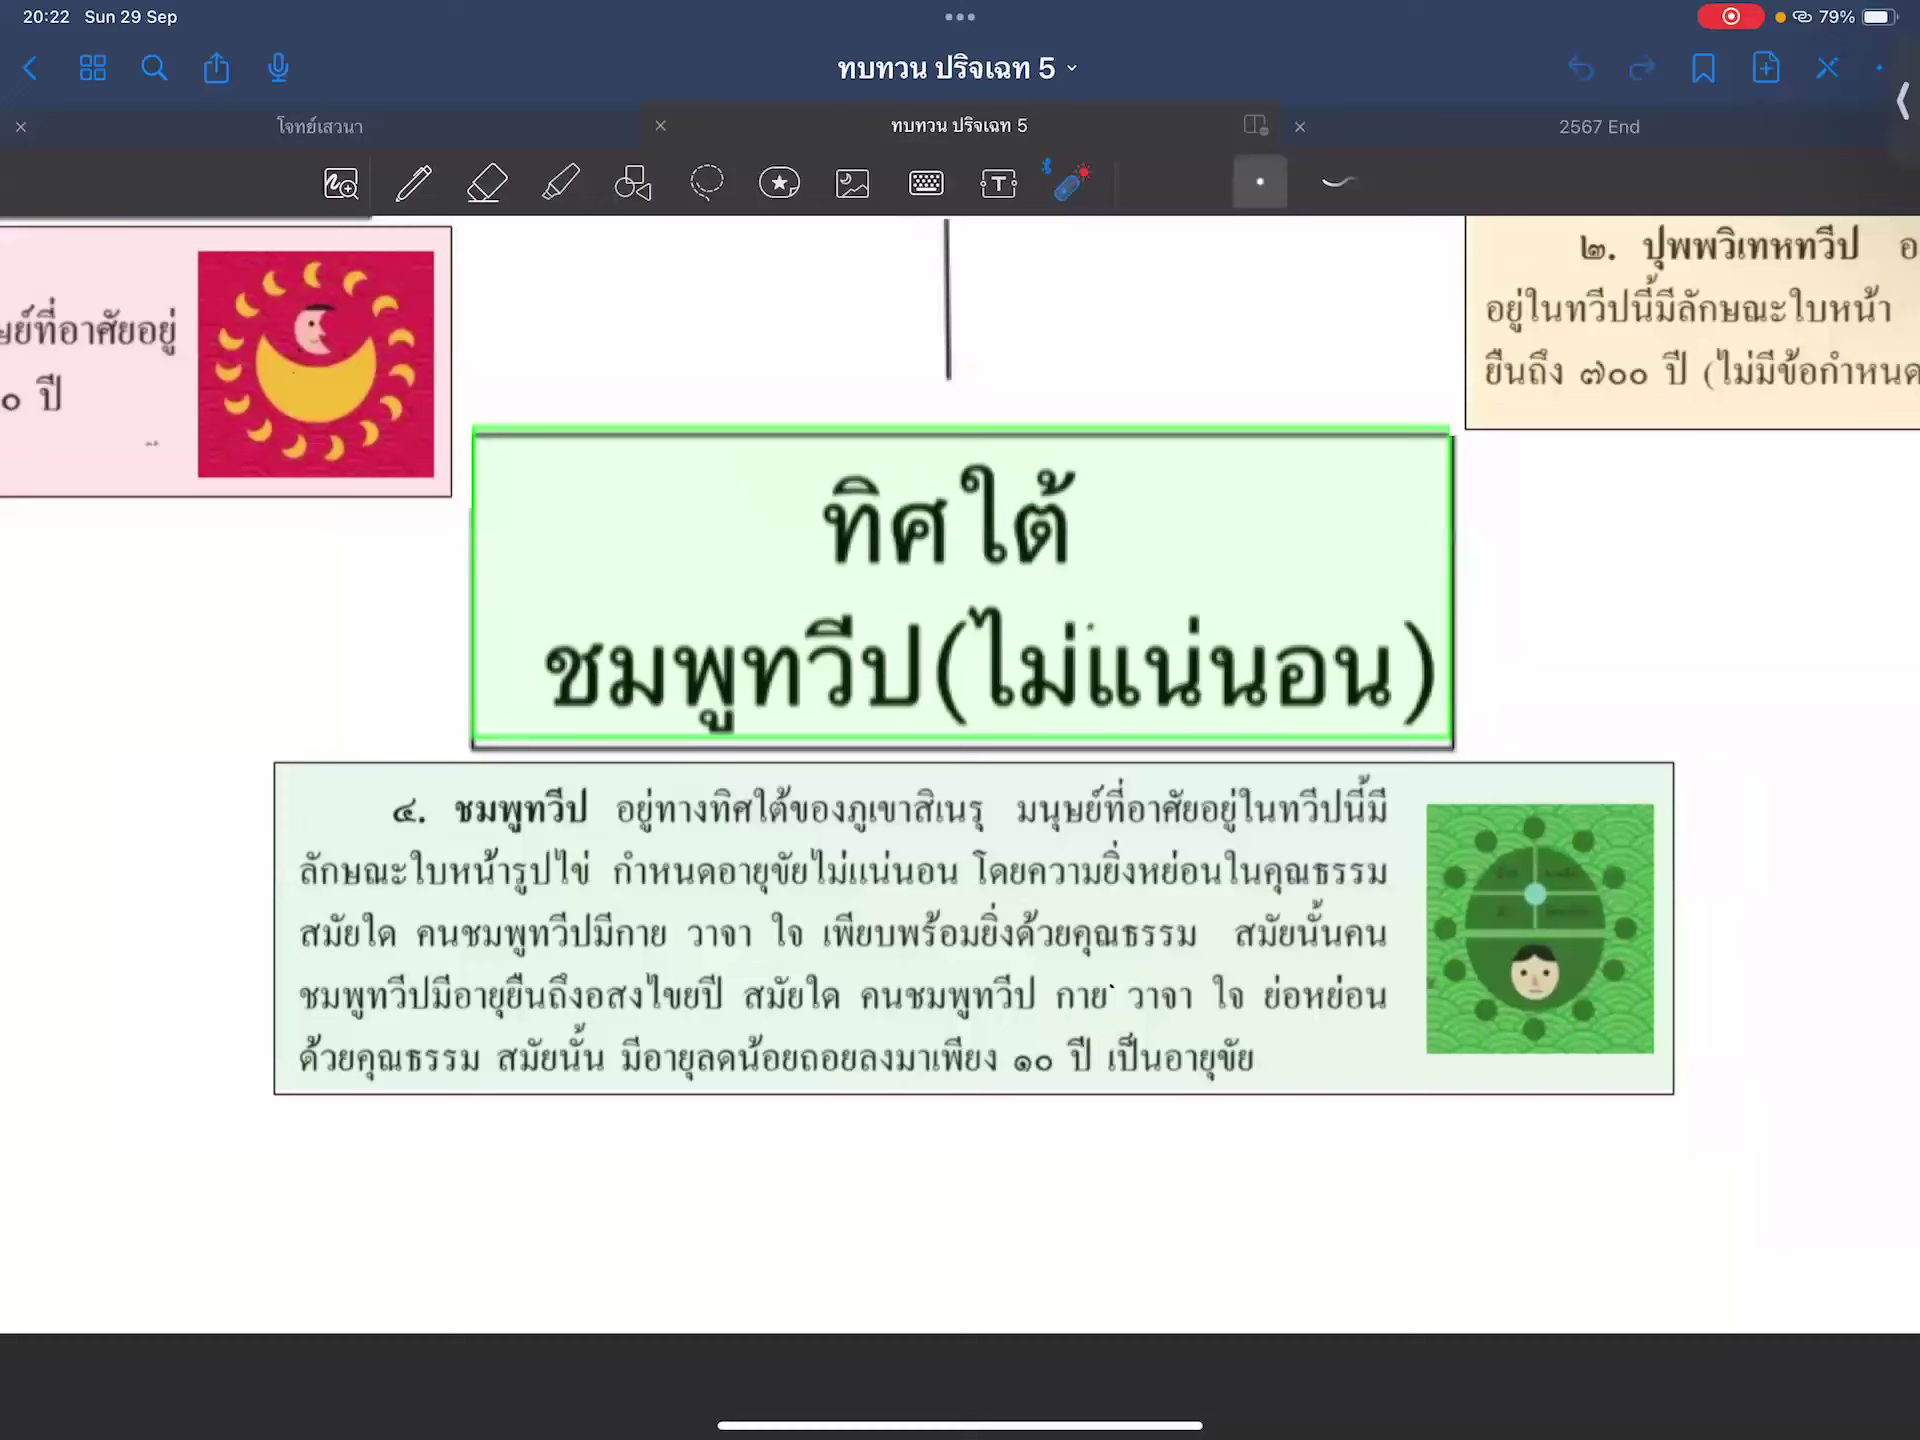 20:22 Sun 29 Sep
79%
ทบทวน ปริจเฉท 5
โจทย์เสวนา
ทบทวน ปริจเฉท 5
2567 End
ษย์ที่อาศัยอยู่
๐ ปี
๒. ปุพพวิเทหทวีป อ
อยู่ในทวีปนี้มีลักษณะใบหน้า
ยืนถึง ๗๐๐ ปี (ไม่มีข้อกำหนด
ทิศใต้
ชมพูทวีป(ไม่แน่นอน)
๔. ชมพูทวีป อยู่ทางทิศใต้ของภูเขาสิเนรุ มนุษย์ที่อาศัยอยู่ในทวีปนี้มี
ลักษณะใบหน้ารูปไข่ กำหนดอายุขัยไม่แน่นอน โดยความยิ่งหย่อนในคุณธรรม
สมัยใด คนชมพูทวีปมีกาย วาจา ใจ เพียบพร้อมยิ่งด้วยคุณธรรม สมัยนั้นคน
ชมพูทวีปมีอายุยืนถึงอสงไขยปี สมัยใด คนชมพูทวีป กาย วาจา ใจ ย่อหย่อน
ด้วยคุณธรรม สมัยนั้น มีอายุลดน้อยถอยลงมาเพียง ๑๐ ปี เป็นอายุขัย